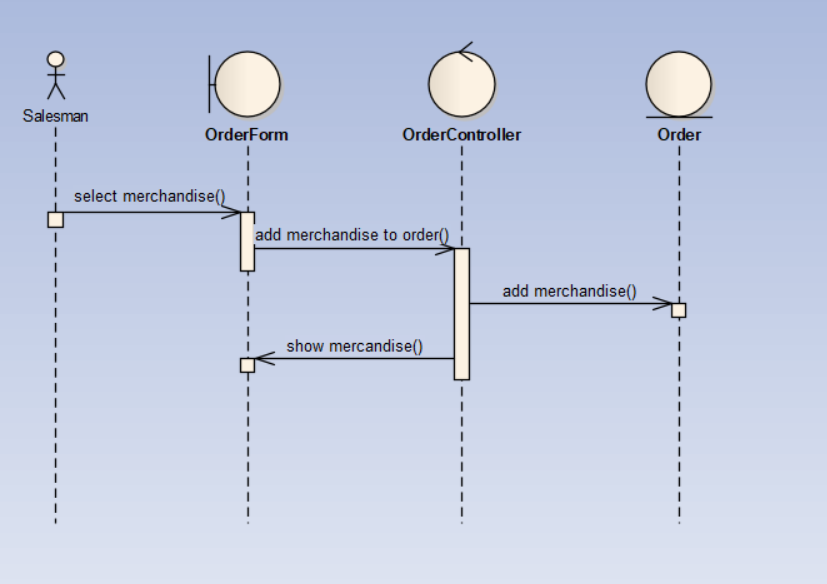 Salesman
OrderForm
OrderController
Order
select merchandise()
add merchandise to order()
add merchandise()
show mercandise()